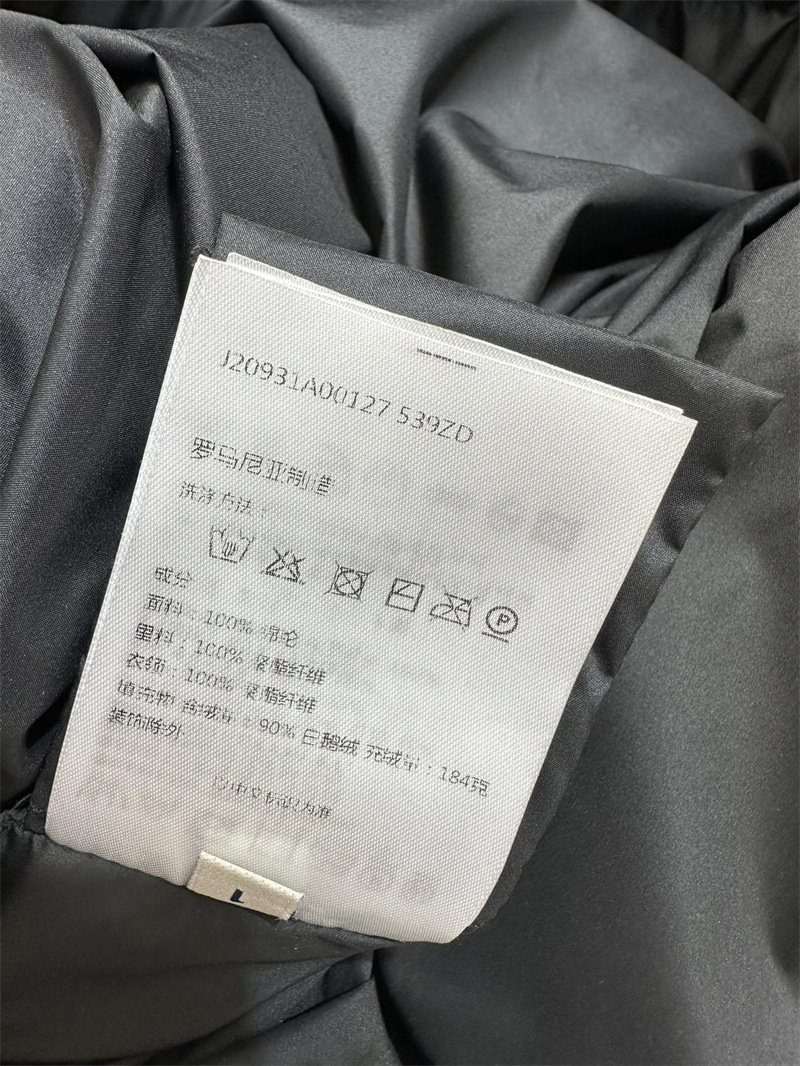 J20931A00127 539ZD
罗马尼亚制造
洗涤方法：
P
成分
面料：100% 锦纶
里料：100% 聚酯纤维
衣领：100% 聚酯纤维
填充物 含绒量：90% 白鹅绒 充绒量：184克
装饰除外
以中文标识为准
L